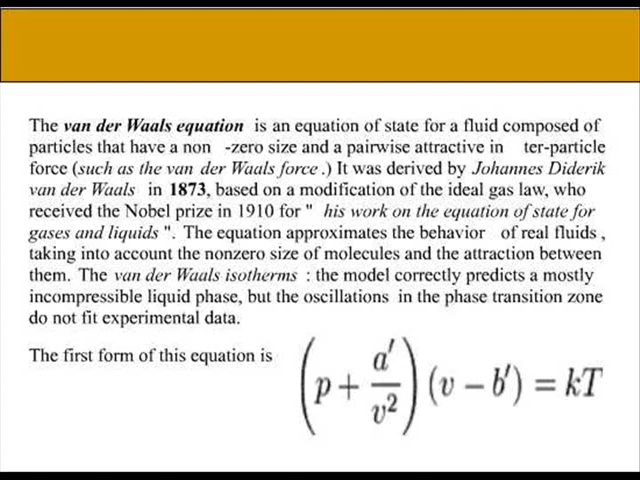 The van der Waals equation is an equation of state for a fluid composed of
particles that have a non -zero size and a pairwise attractive in ter-particle
force (such as the van der Waals force .) It was derived by Johannes Diderik
van der Waals in 1873, based on a modification of the ideal gas law, who
received the Nobel prize in 1910 for " his work on the equation of state for
gases and liquids ". The equation approximates the behavior of real fluids ,
taking into account the nonzero size of molecules and the attraction between
them. The van der Waals isotherms : the model correctly predicts a mostly
incompressible liquid phase, but the oscillations in the phase transition zone
do not fit experimental data.
The first form of this equation is (p + a′/v²) (v − b′) = kT